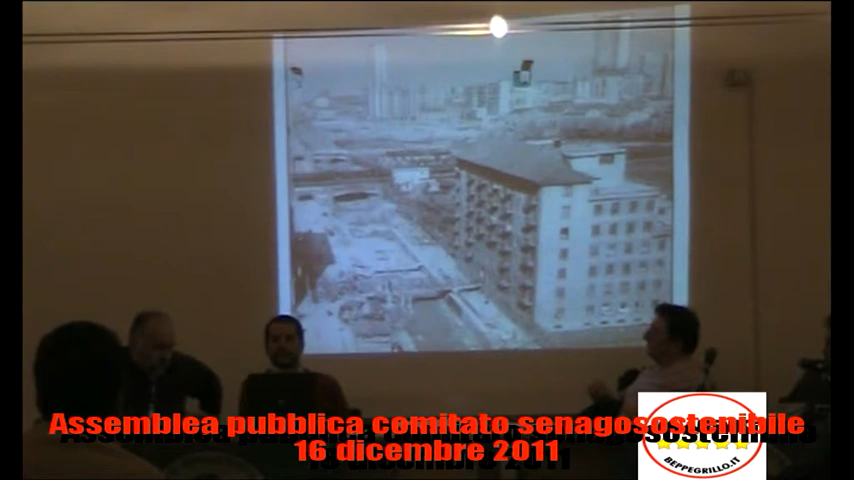 Assemblea pubblica comitato senagosostenibile
16 dicembre 2011
BEPPEGRILLO.IT